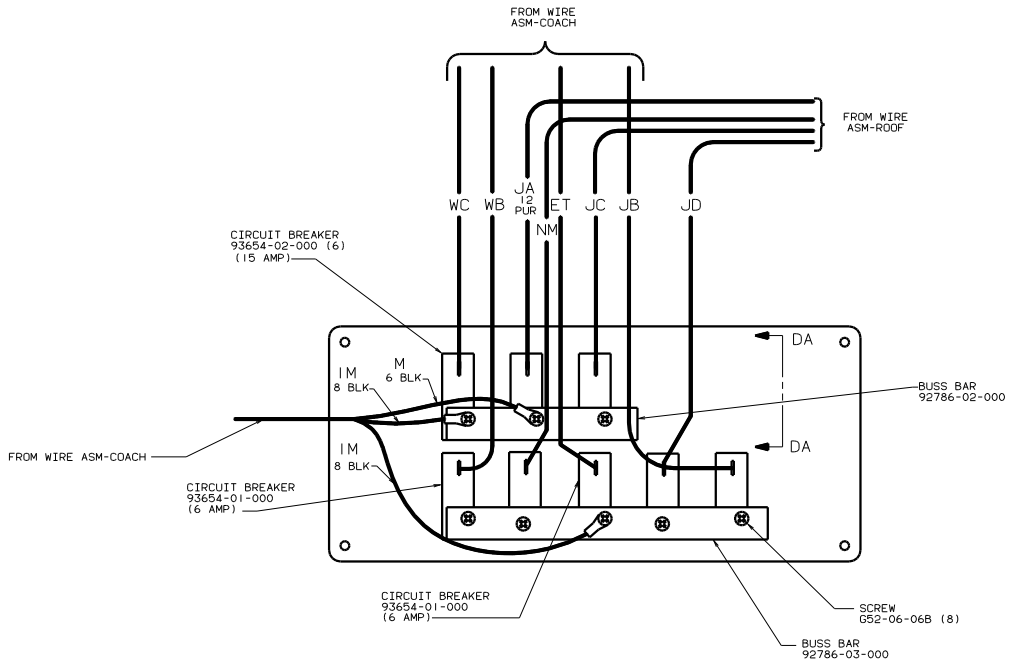 FROM WIRE
ASM-COACH
FROM WIRE
ASM-ROOF
WC
WB
JA
12
PUR
NM
ET
JC
JB
JD
CIRCUIT BREAKER
93654-02-000 (6)
(15 AMP)
DA
1M
8 BLK
M
6 BLK
BUSS BAR
92786-02-000
DA
FROM WIRE ASM-COACH
1M
8 BLK
CIRCUIT BREAKER
93654-01-000
(6 AMP)
CIRCUIT BREAKER
93654-01-000
(6 AMP)
SCREW
G52-06-06B (8)
BUSS BAR
92786-03-000